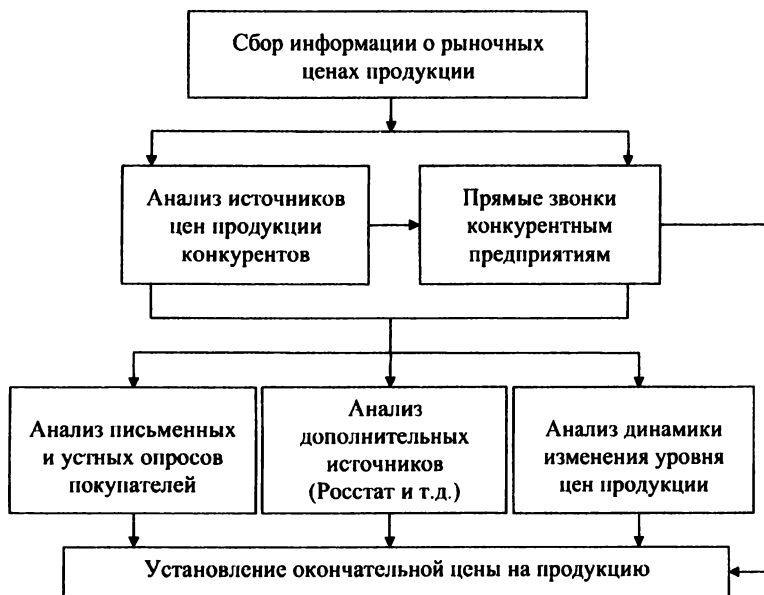 Сбор информации о рыночных
ценах продукции
Анализ источников
цен продукции
конкурентов
Прямые звонки
конкурентным
предприятиям
Анализ письменных
и устных опросов
покупателей
Анализ
дополнительных
источников
(Росстат и т.д.)
Анализ динамики
изменения уровня
цен продукции
Установление окончательной цены на продукцию